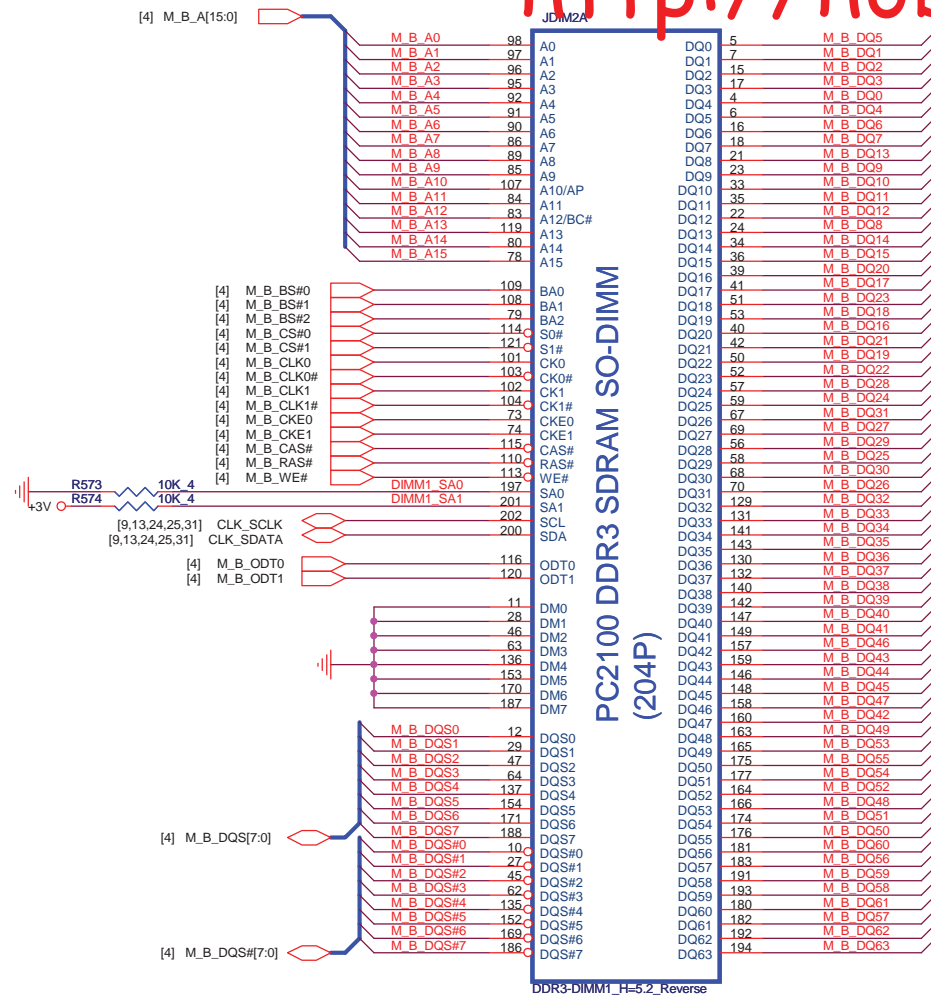 http://hob
[4] M_B_A[15:0]
JDIM2A
M_B_A0 98 A0 DQ0 5 M_B_DQ5
M_B_A1 97 A1 DQ1 7 M_B_DQ1
M_B_A2 96 A2 DQ2 15 M_B_DQ2
M_B_A3 95 A3 DQ3 17 M_B_DQ3
M_B_A4 92 A4 DQ4 4 M_B_DQ0
M_B_A5 91 A5 DQ5 6 M_B_DQ4
M_B_A6 90 A6 DQ6 16 M_B_DQ6
M_B_A7 86 A7 DQ7 18 M_B_DQ7
M_B_A8 89 A8 DQ8 21 M_B_DQ13
M_B_A9 85 A9 DQ9 23 M_B_DQ9
M_B_A10 107 A10/AP DQ10 33 M_B_DQ10
M_B_A11 84 A11 DQ11 35 M_B_DQ11
M_B_A12 83 A12/BC# DQ12 22 M_B_DQ12
M_B_A13 119 A13 DQ13 24 M_B_DQ8
M_B_A14 80 A14 DQ14 34 M_B_DQ14
M_B_A15 78 A15 DQ15 36 M_B_DQ15
DQ16 39 M_B_DQ20
[4] M_B_BS#0 109 BA0 DQ17 41 M_B_DQ17
[4] M_B_BS#1 108 BA1 DQ18 51 M_B_DQ23
[4] M_B_BS#2 79 BA2 DQ19 53 M_B_DQ18
[4] M_B_CS#0 114 S0# DQ20 40 M_B_DQ16
[4] M_B_CS#1 121 S1# DQ21 42 M_B_DQ21
[4] M_B_CLK0 101 CK0 DQ22 50 M_B_DQ19
[4] M_B_CLK0# 103 CK0# DQ23 52 M_B_DQ22
[4] M_B_CLK1 102 CK1 DQ24 57 M_B_DQ28
[4] M_B_CLK1# 104 CK1# DQ25 59 M_B_DQ24
[4] M_B_CKE0 73 CKE0 DQ26 67 M_B_DQ31
[4] M_B_CKE1 74 CKE1 DQ27 69 M_B_DQ27
[4] M_B_CAS# 115 CAS# DQ28 56 M_B_DQ29
[4] M_B_RAS# 110 RAS# DQ29 58 M_B_DQ25
[4] M_B_WE# 113 WE# DQ30 68 M_B_DQ30
R573 10K_4 DIMM1_SA0 197 SA0 DQ31 70 M_B_DQ26
+3V R574 10K_4 DIMM1_SA1 201 SA1 DQ32 129 M_B_DQ32
[9,13,24,25,31] CLK_SCLK 202 SCL DQ33 131 M_B_DQ33
[9,13,24,25,31] CLK_SDATA 200 SDA DQ34 141 M_B_DQ34
DQ35 143 M_B_DQ35
[4] M_B_ODT0 116 ODT0 DQ36 130 M_B_DQ36
[4] M_B_ODT1 120 ODT1 DQ37 132 M_B_DQ37
DQ38 140 M_B_DQ38
11 DM0 DQ39 142 M_B_DQ39
28 DM1 DQ40 147 M_B_DQ40
46 DM2 DQ41 149 M_B_DQ41
63 DM3 DQ42 157 M_B_DQ46
136 DM4 DQ43 159 M_B_DQ43
153 DM5 DQ44 146 M_B_DQ44
170 DM6 DQ45 148 M_B_DQ45
187 DM7 DQ46 158 M_B_DQ47
DQ47 160 M_B_DQ42
M_B_DQS0 12 DQS0 DQ48 163 M_B_DQ49
M_B_DQS1 29 DQS1 DQ49 165 M_B_DQ53
M_B_DQS2 47 DQS2 DQ50 175 M_B_DQ55
M_B_DQS3 64 DQS3 DQ51 177 M_B_DQ54
M_B_DQS4 137 DQS4 DQ52 164 M_B_DQ52
M_B_DQS5 154 DQS5 DQ53 166 M_B_DQ48
M_B_DQS6 171 DQS6 DQ54 174 M_B_DQ51
[4] M_B_DQS[7:0] M_B_DQS7 188 DQS7 DQ55 176 M_B_DQ50
M_B_DQS#0 10 DQS#0 DQ56 181 M_B_DQ60
M_B_DQS#1 27 DQS#1 DQ57 183 M_B_DQ56
M_B_DQS#2 45 DQS#2 DQ58 191 M_B_DQ59
M_B_DQS#3 62 DQS#3 DQ59 193 M_B_DQ58
M_B_DQS#4 135 DQS#4 DQ60 180 M_B_DQ61
M_B_DQS#5 152 DQS#5 DQ61 182 M_B_DQ57
M_B_DQS#6 169 DQS#6 DQ62 192 M_B_DQ62
[4] M_B_DQS#[7:0] M_B_DQS#7 186 DQS#7 DQ63 194 M_B_DQ63
PC2100 DDR3 SDRAM SO-DIMM
(204P)
DDR3-DIMM1_H=5.2_Reverse